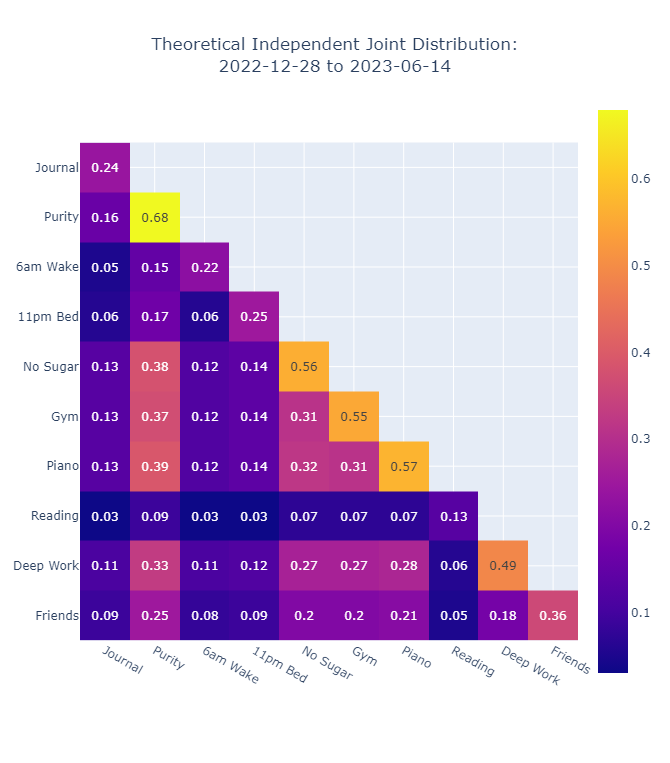 Theoretical Independent Joint Distribution:
2022-12-28 to 2023-06-14
Journal 0.24
Purity 0.16 0.68
6am Wake 0.05 0.15 0.22
11pm Bed 0.06 0.17 0.06 0.25
No Sugar 0.13 0.38 0.12 0.14 0.56
Gym 0.13 0.37 0.12 0.14 0.31 0.55
Piano 0.13 0.39 0.12 0.14 0.32 0.31 0.57
Reading 0.03 0.09 0.03 0.03 0.07 0.07 0.07 0.13
Deep Work 0.11 0.33 0.11 0.12 0.27 0.27 0.28 0.06 0.49
Friends 0.09 0.25 0.08 0.09 0.2 0.2 0.21 0.05 0.18 0.36
Journal Purity 6am Wake 11pm Bed No Sugar Gym Piano Reading Deep Work Friends
0.6
0.5
0.4
0.3
0.2
0.1